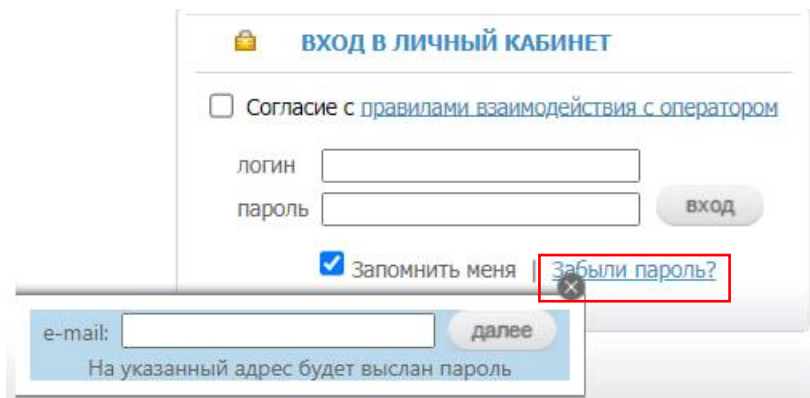 ВХОД В ЛИЧНЫЙ КАБИНЕТ
Согласие с правилами взаимодействия с оператором
логин
пароль
вход
Запомнить меня | Забыли пароль?
e-mail:
далее
На указанный адрес будет выслан пароль